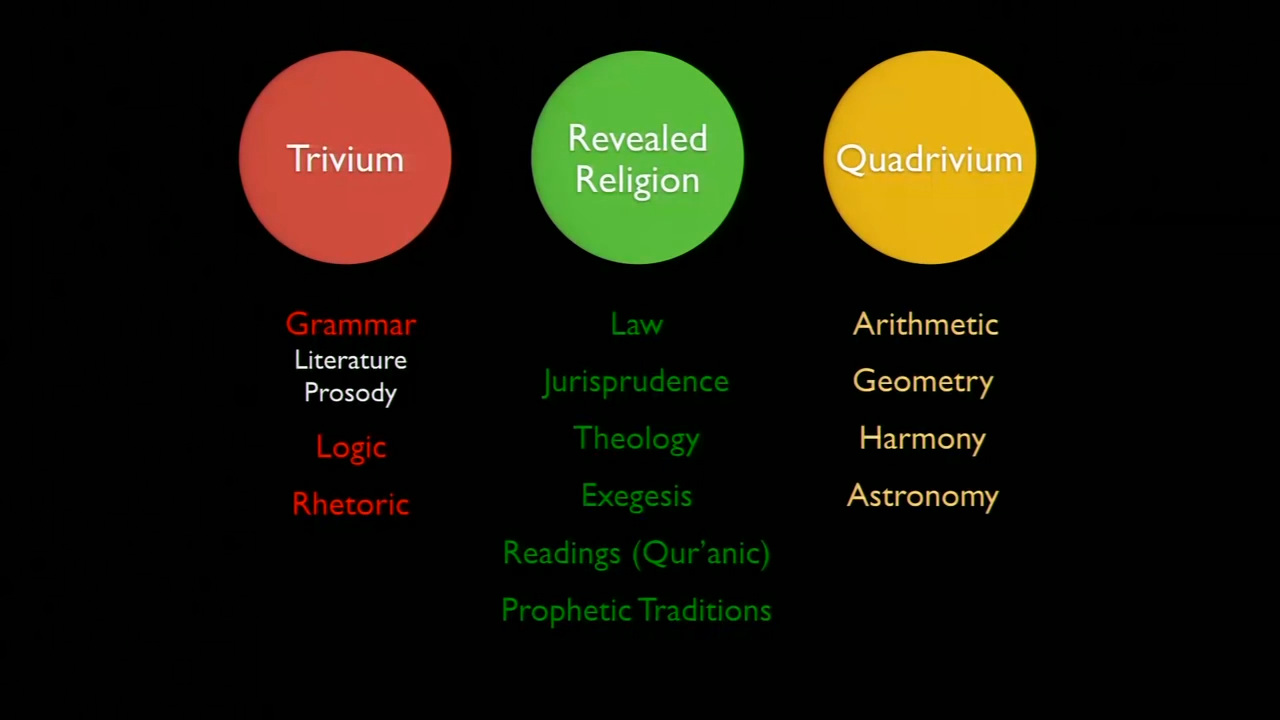 Trivium
Grammar
Literature
Prosody
Logic
Rhetoric
Revealed
Religion
Law
Jurisprudence
Theology
Exegesis
Readings (Qur’anic)
Prophetic Traditions
Quadrivium
Arithmetic
Geometry
Harmony
Astronomy